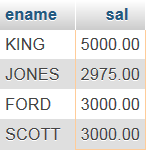 ename sal
KING 5000.00
JONES 2975.00
FORD 3000.00
SCOTT 3000.00